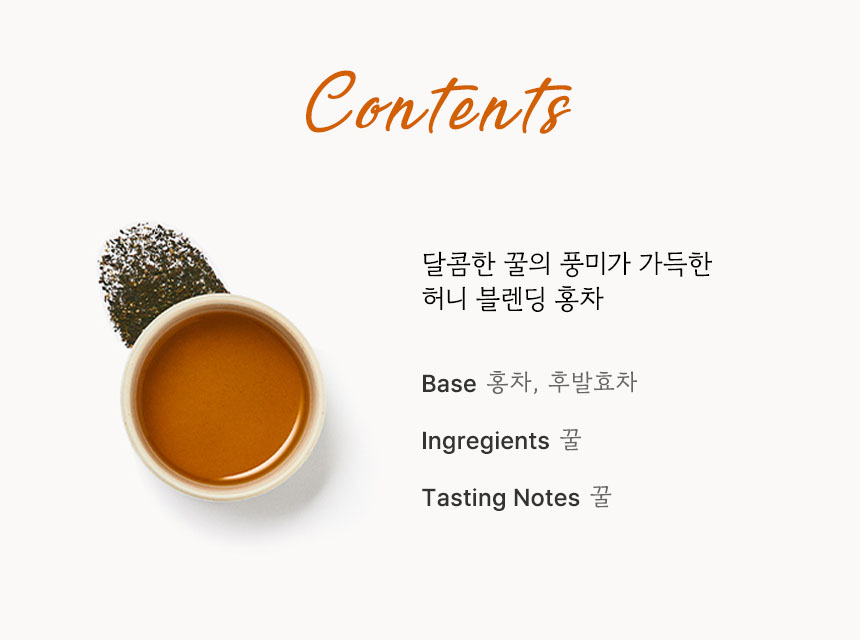 Contents
달콤한 꿀의 풍미가 가득한
허니 블렌딩 홍차
Base 홍차, 후발효차
Ingregients 꿀
Tasting Notes 꿀